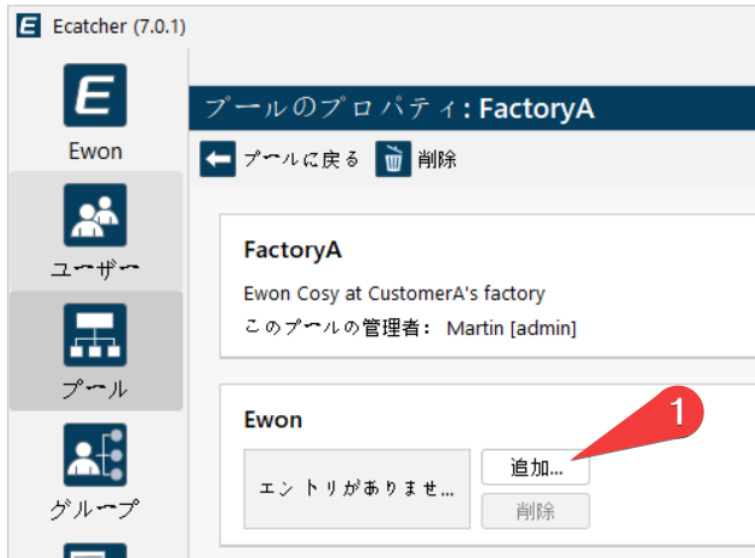 Ecatcher (7.0.1)
Ewon
ユーザー
プール
グループ
プールのプロパティ: FactoryA
プールに戻る 削除
FactoryA
Ewon Cosy at CustomerA's factory
このプールの管理者: Martin [admin]
Ewon
エントリがありませ...
追加...
削除
1